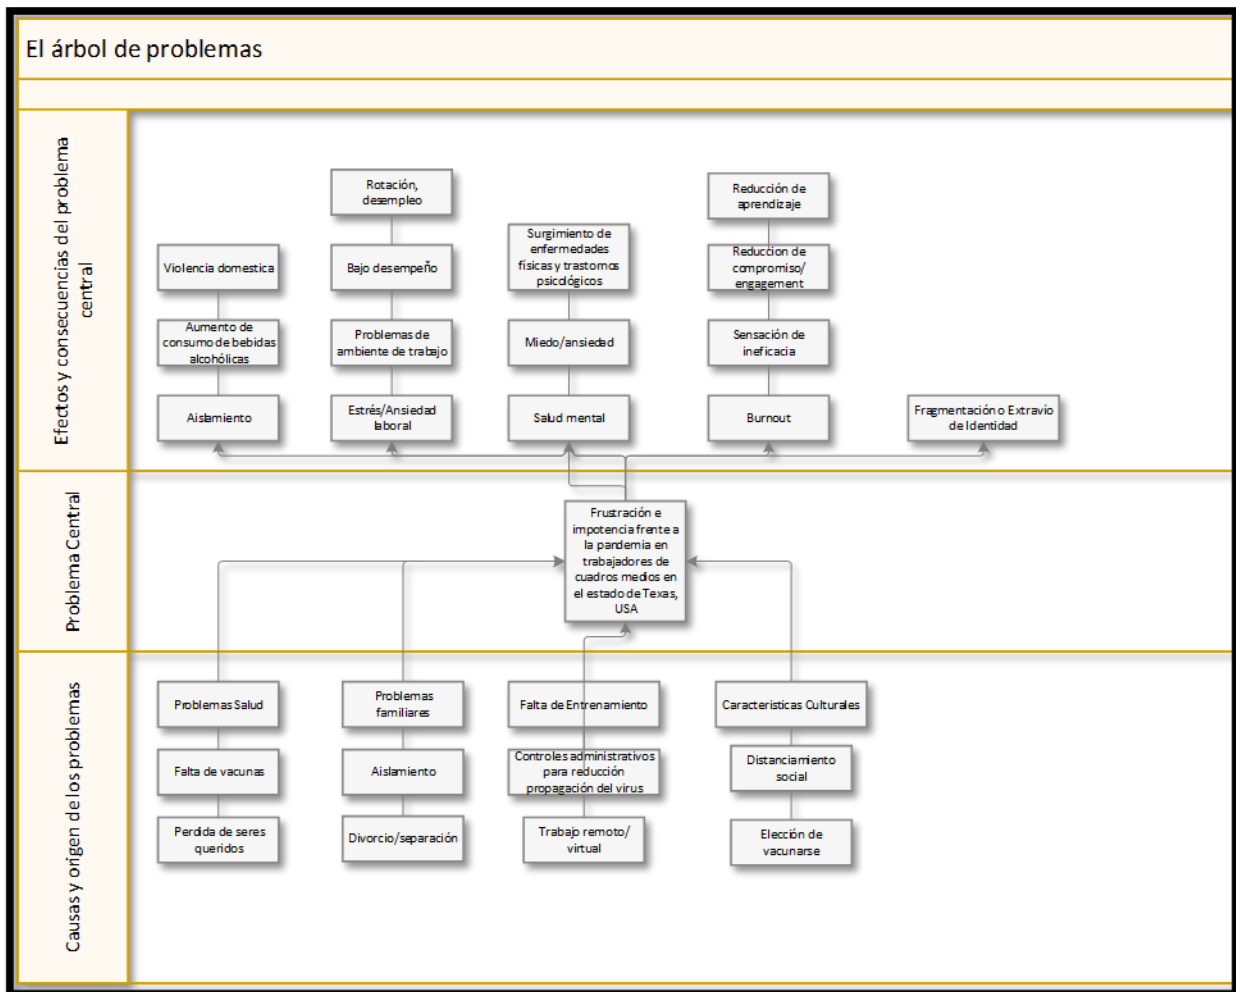 El árbol de problemas
Efectos y consecuencias del problema
central
Rotación,
desempleo
Reducción de
aprendizaje
Surgimiento de
enfermedades
físicas y trastornos
psicológicos
Violencia domestica
Bajo desempeño
Reduccion de
compromiso/
engagement
Aumento de
consumo de bebidas
alcohólicas
Problemas de
ambiente de trabajo
Miedo/ansiedad
Sensación de
ineficacia
Aislamiento
Estrés/Ansiedad
laboral
Salud mental
Burnout
Fragmentación o Extravío
de Identidad
Problema Central
Frustración e
impotencia frente a
la pandemia en
trabajadores de
cuadros medios en
el estado de Texas,
USA
Causas y origen de los problemas
Problemas Salud
Problemas
familiares
Falta de Entrenamiento
Caracteristicas Culturales
Falta de vacunas
Aislamiento
Controles administrativos
para reducción
propagación del virus
Distanciamiento
social
Perdida de seres
queridos
Divorcio/separación
Trabajo remoto/
virtual
Elección de
vacunarse